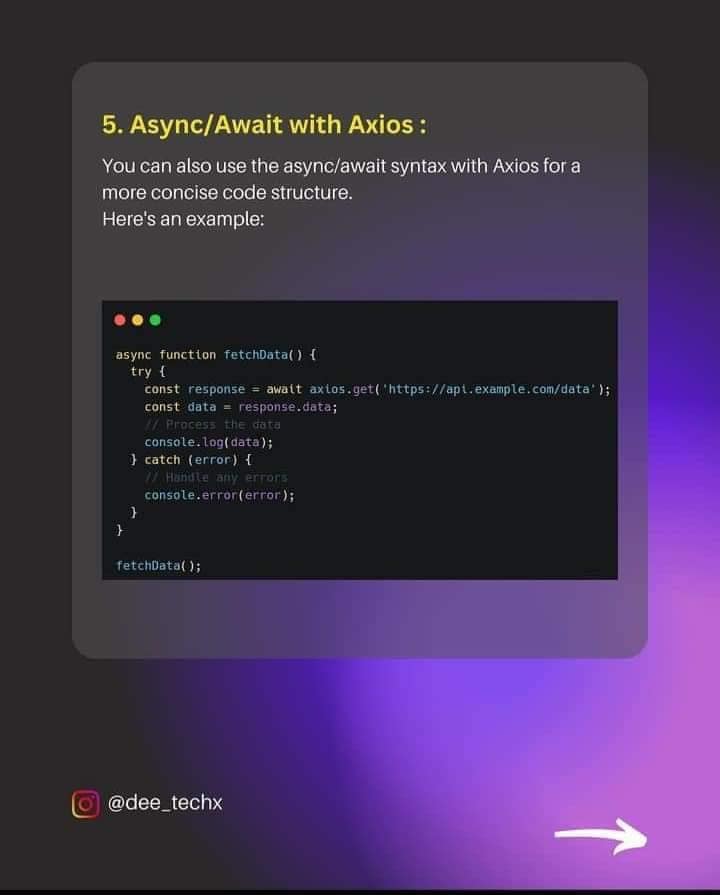 5. Async/Await with Axios :
You can also use the async/await syntax with Axios for a
more concise code structure.
Here's an example:
async function fetchData() {
  try {
    const response = await axios.get('https://api.example.com/data');
    const data = response.data;
    // Process the data
    console.log(data);
  } catch (error) {
    // Handle any errors
    console.error(error);
  }
}
fetchData();
@dee_techx